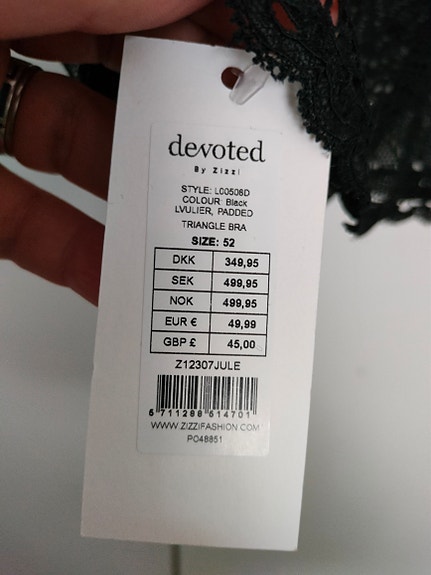 devoted
By Zizzi
STYLE: L00506D
COLOUR: Black
LVULIER, PADDED
TRIANGLE BRA
SIZE: 52
DKK 349,95
SEK 499,95
NOK 499,95
EUR € 49,99
GBP £ 45,00
Z12307JULE
5 711288 514701
WWW.ZIZZIFASHION.COM
PO48851